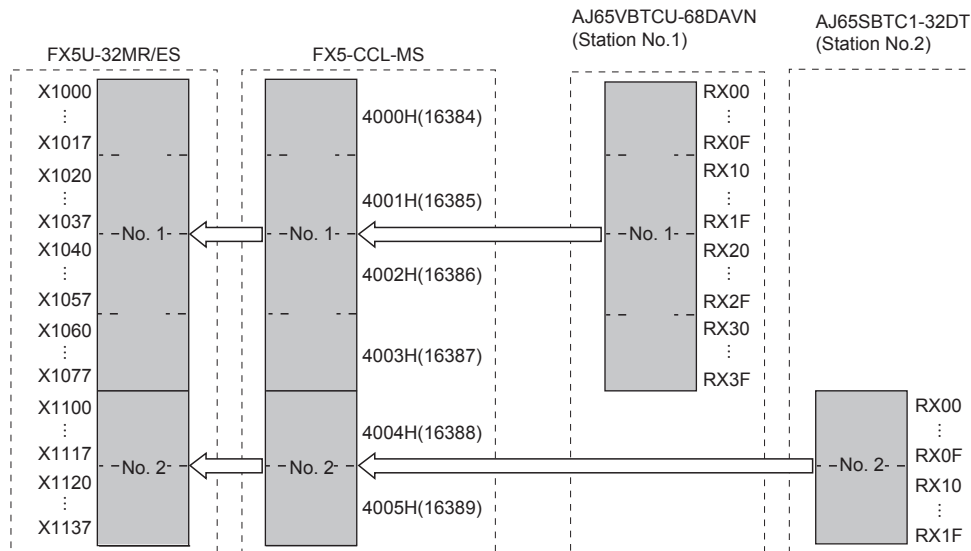 FX5U-32MR/ES
X1000
⋮
X1017
X1020
⋮
X1037
X1040
⋮
X1057
X1060
⋮
X1077
X1100
⋮
X1117
X1120
⋮
X1137
No. 1
No. 2
FX5-CCL-MS
No. 1
No. 2
4000H(16384)
4001H(16385)
4002H(16386)
4003H(16387)
4004H(16388)
4005H(16389)
AJ65VBTCU-68DAVN
(Station No.1)
No. 1
RX00
⋮
RX0F
RX10
⋮
RX1F
RX20
⋮
RX2F
RX30
⋮
RX3F
AJ65SBTC1-32DT
(Station No.2)
No. 2
RX00
⋮
RX0F
RX10
⋮
RX1F